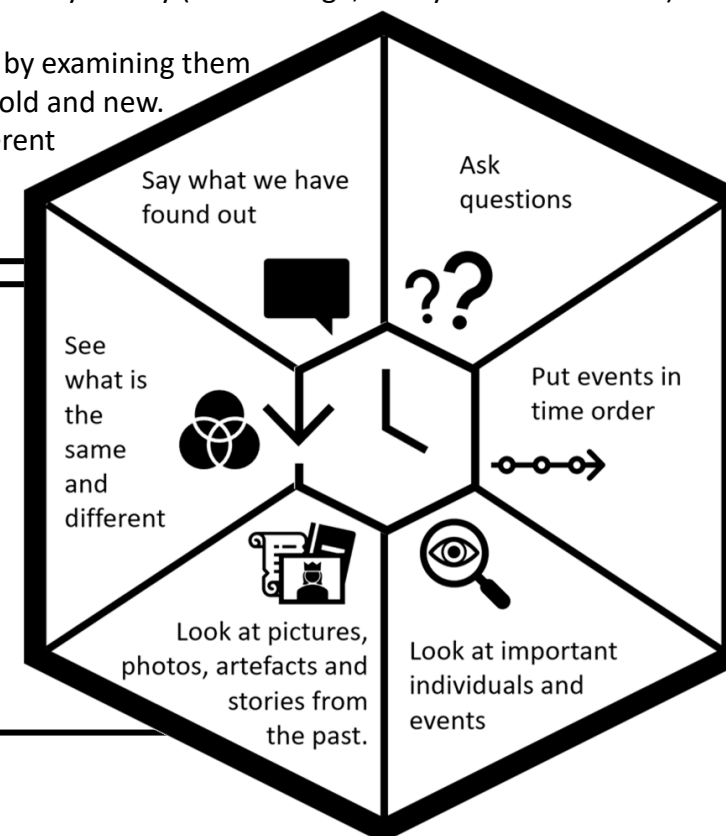 by examining them
old and new.
Say what we have
found out
Ask
questions
??
Put events in
time order
Look at important
individuals and
events
Look at pictures,
photos, artefacts and
stories from
the past.
See
what is
the
same
and
different